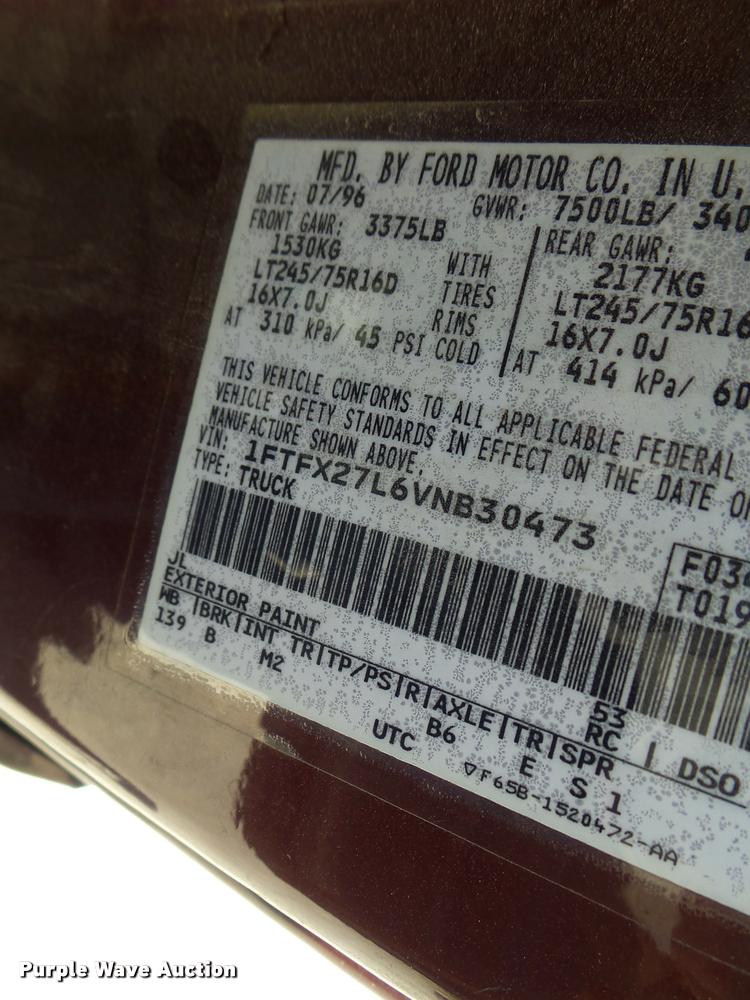 MFD. BY FORD MOTOR CO. IN U.
DATE: 07/96 GVWR: 7500LB/ 340
FRONT GAWR: 3375LB
1530KG WITH
LT245/75R16D TIRES
16X7.0J RIMS
AT 310 kPa/ 45 PSI COLD
REAR GAWR:
2177KG
LT245/75R16
16X7.0J
AT 414 kPa/ 60
THIS VEHICLE CONFORMS TO ALL APPLICABLE FEDERAL
VEHICLE SAFETY STANDARDS IN EFFECT ON THE DATE O
MANUFACTURE SHOWN ABOVE.
VIN: 1FTFX27L6VNB30473
TYPE: TRUCK
F03
T019
JL
EXTERIOR PAINT 53 RC DSO
WB |BRK|INT TR|TP/PS|R|AXLE|TR|SPR
139 B M2 B6 E S 1
UTC ▽F65B-1520472-AA
Purple Wave Auction